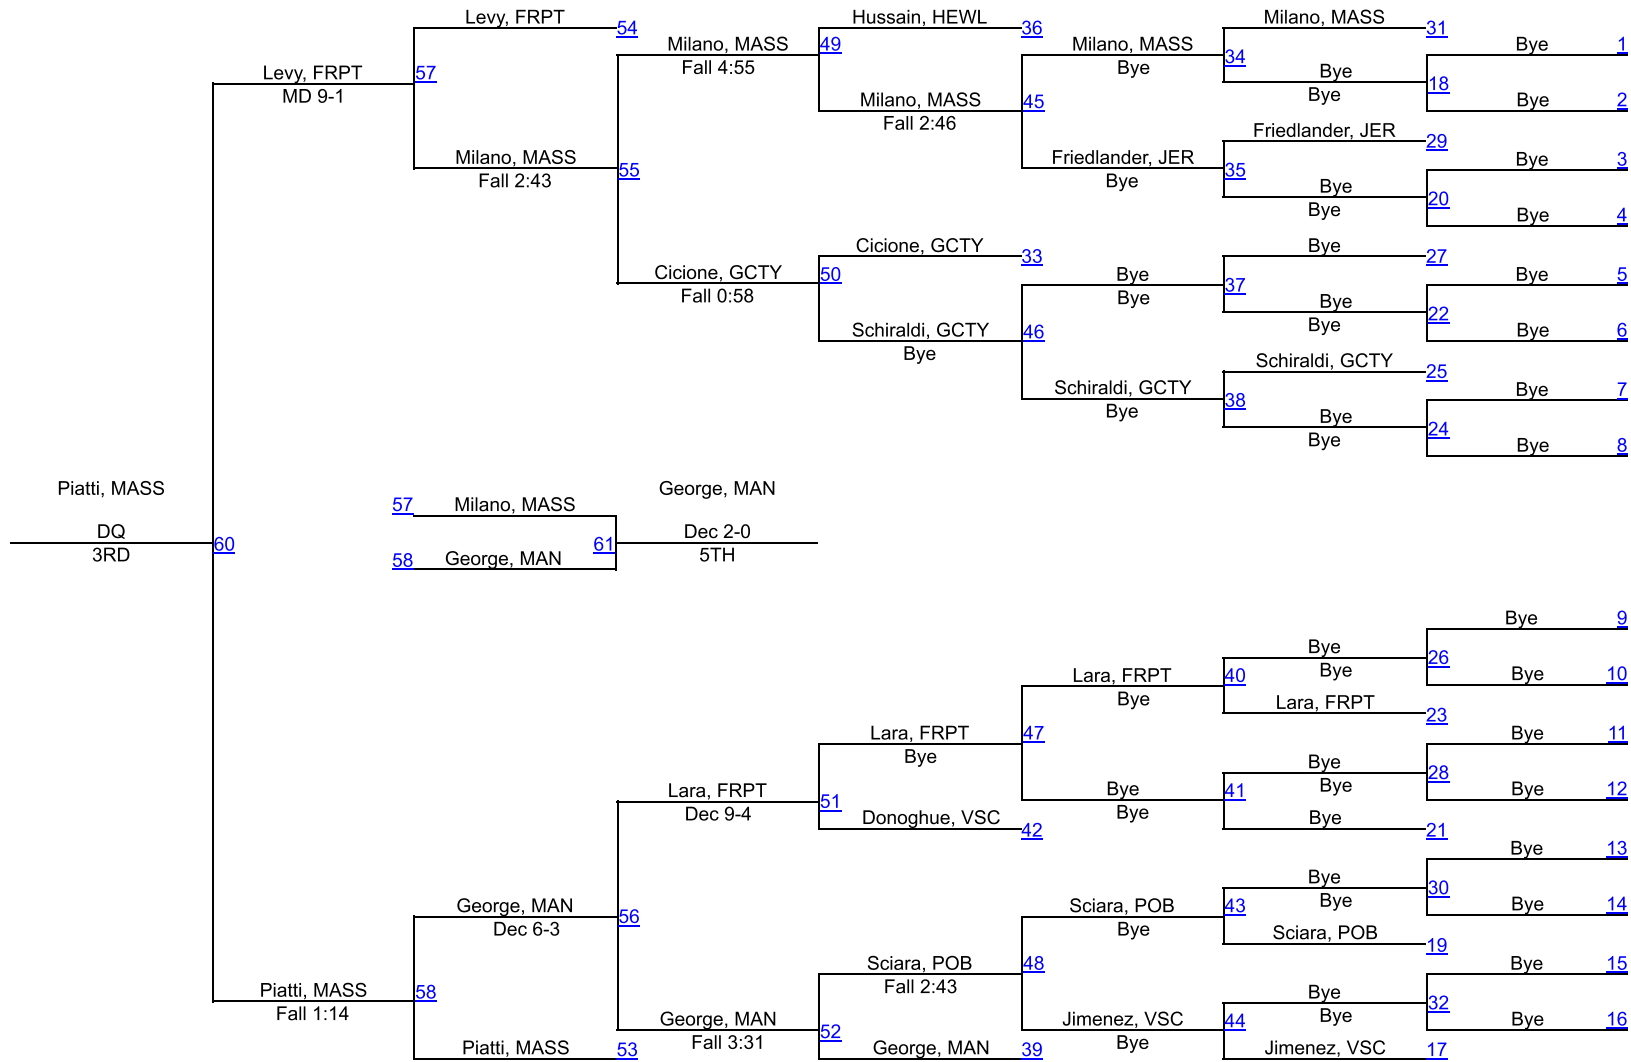 Levy, FRPT
54
Hussain, HEWL
36
Milano, MASS
31
Milano, MASS
49
Milano, MASS
34
Bye
1
Fall 4:55
Bye
Bye
18
Levy, FRPT
57
Bye
Bye
2
MD 9-1
Milano, MASS
45
Fall 2:46
Friedlander, JER
29
Milano, MASS
55
Friedlander, JER
35
Bye
3
Fall 2:43
Bye
Bye
20
Bye
Bye
4
Cicione, GCTY
33
Bye
27
Cicione, GCTY
50
Bye
37
Bye
5
Fall 0:58
Bye
Bye
22
Schiraldi, GCTY
46
Bye
Bye
6
Bye
Schiraldi, GCTY
25
Schiraldi, GCTY
38
Bye
7
Bye
Bye
24
Bye
Bye
8
Piatti, MASS
George, MAN
57
Milano, MASS
DQ
60
61
Dec 2-0
3RD
58
George, MAN
5TH
Bye
9
Bye
26
Lara, FRPT
40
Bye
Bye
10
Bye
Lara, FRPT
23
Lara, FRPT
47
Bye
11
Bye
Bye
28
Lara, FRPT
51
Bye
41
Bye
Bye
12
Dec 9-4
Donoghue, VSC
42
Bye
Bye
21
Bye
13
Bye
30
George, MAN
56
Sciara, POB
43
Bye
Bye
14
Dec 6-3
Bye
Sciara, POB
19
Sciara, POB
48
Bye
15
Fall 2:43
Piatti, MASS
58
Bye
32
Fall 1:14
George, MAN
52
Jimenez, VSC
44
Bye
Bye
16
Fall 3:31
Bye
Piatti, MASS
53
George, MAN
39
Jimenez, VSC
17